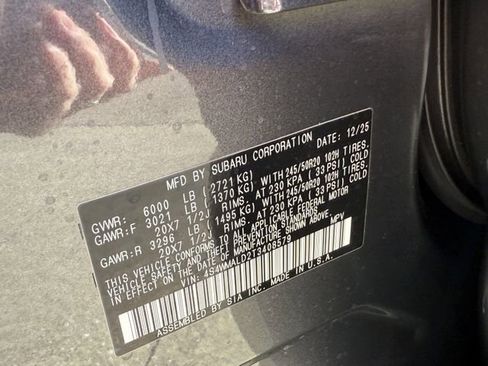 MFD BY SUBARU CORPORATION DATE: 12/25
GVWR: 6000 LB (2721 KG)
GAWR:F 3021 LB (1370 KG) WITH 245/50R20 102H TIRES.
20X7 1/2J RIMS, AT 230 KPA (33 PSI) COLD
GAWR:R 3296 LB (1495 KG) WITH 245/50R20 102H TIRES.
20X7 1/2J RIMS, AT 230 KPA (33 PSI) COLD
THIS VEHICLE CONFORMS TO ALL APPLICABLE FEDERAL MOTOR
VEHICLE SAFETY AND THEFT PREVENTION STANDARDS
IN EFFECT ON THE DATE OF MANUFACTURE SHOWN ABOVE.
VIN: 4S4WMALD2T3408579 MPV
ASSEMBLED BY SIA INC. MADE IN U.S.A.